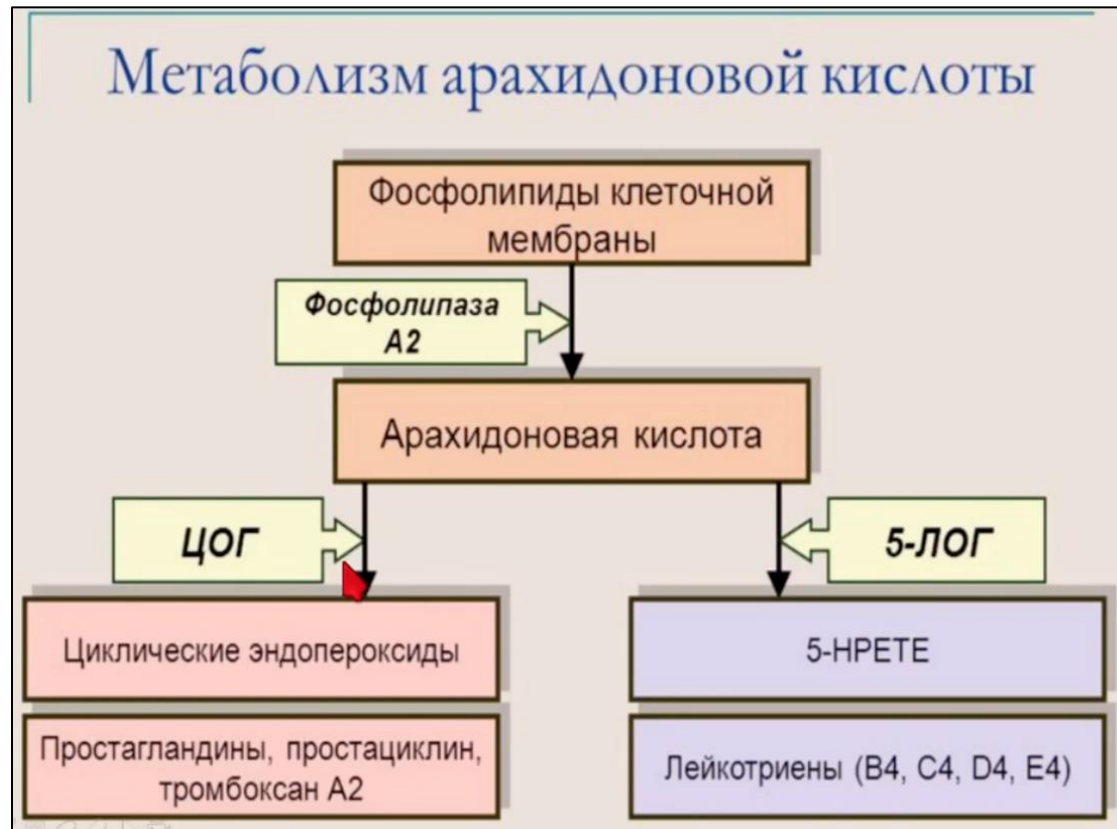 Метаболизм арахидоновой кислоты
Фосфолипиды клеточной
мембраны
Фосфолипаза
А2
Арахидоновая кислота
ЦОГ
5-ЛОГ
Циклические эндопероксиды
5-НРЕТЕ
Простагландины, простациклин,
тромбоксан А2
Лейкотриены (В4, С4, D4, Е4)